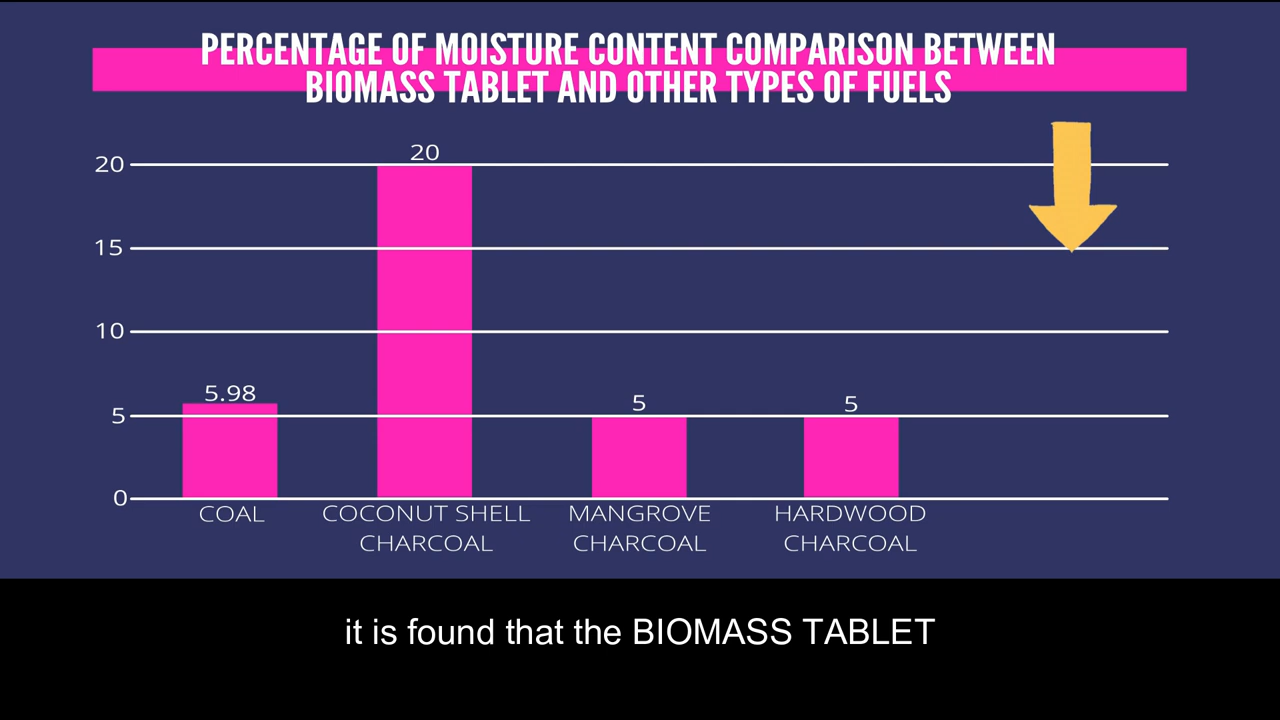 PERCENTAGE OF MOISTURE CONTENT COMPARISON BETWEEN
BIOMASS TABLET AND OTHER TYPES OF FUELS
20
15
10
5
0
5.98
20
5
5
COAL
COCONUT SHELL
CHARCOAL
MANGROVE
CHARCOAL
HARDWOOD
CHARCOAL
it is found that the BIOMASS TABLET